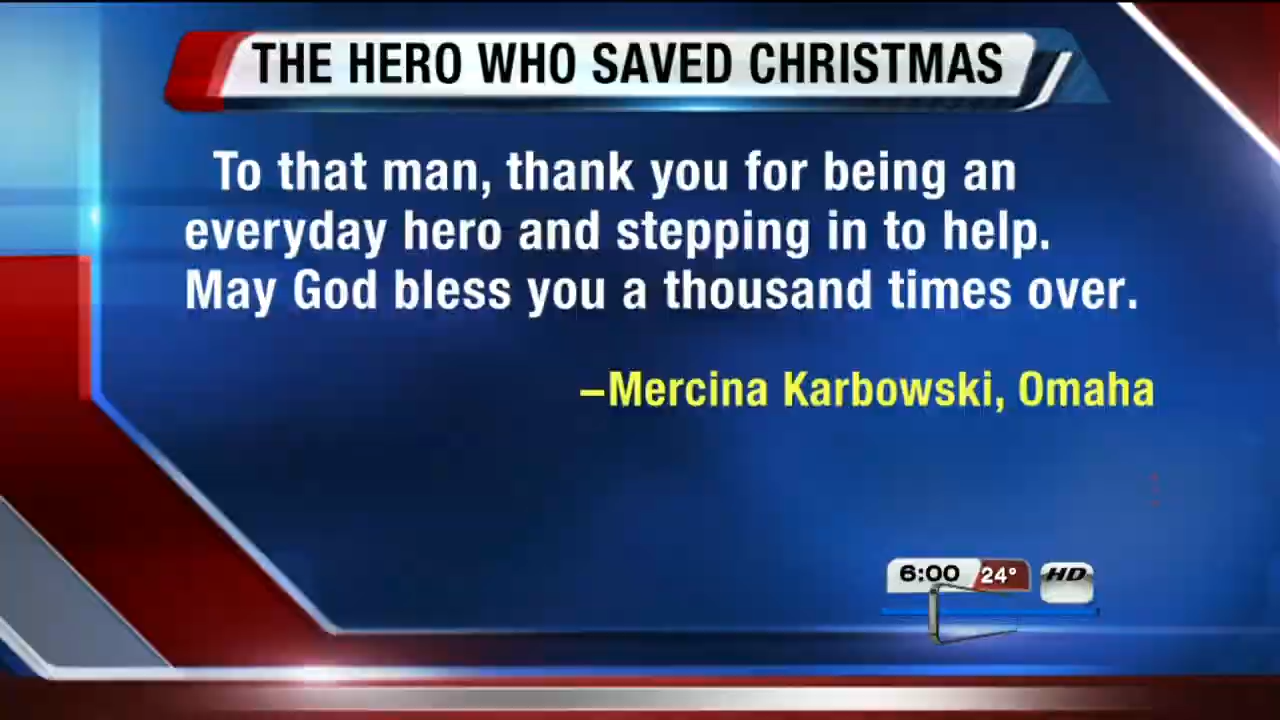 THE HERO WHO SAVED CHRISTMAS
To that man, thank you for being an
everyday hero and stepping in to help.
May God bless you a thousand times over.
–Mercina Karbowski, Omaha
6:00 24° HD